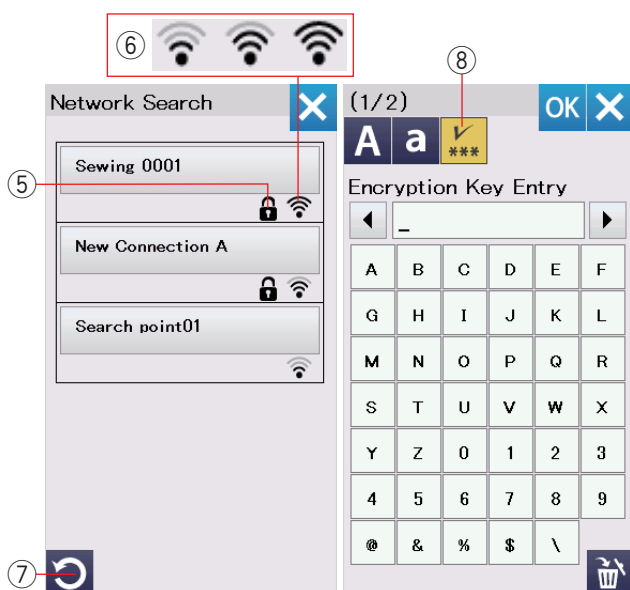 ⑥
⑧
Network Search
Sewing 0001
⑤
New Connection A
Search point01
⑦
(1/2)
OK
A a ***
Encryption Key Entry
_
A B C D E F
G H I J K L
M N O P Q R
S T U V W X
Y Z 0 1 2 3
4 5 6 7 8 9
@ & % $ \